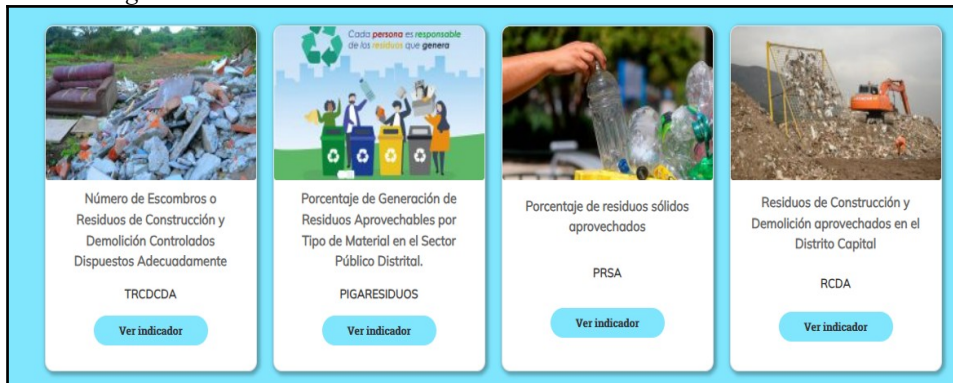 Cada persona es responsable
de los residuos que genera
Número de Escombros o
Residuos de Construcción y
Demolición Controlados
Dispuestos Adecuadamente
TRCDCDA
Ver indicador
Porcentaje de Generación de
Residuos Aprovechables por
Tipo de Material en el Sector
Público Distrital.
PIGARESIDUOS
Ver indicador
Porcentaje de residuos sólidos
aprovechados
PRSA
Ver indicador
Residuos de Construcción y
Demolición aprovechados en el
Distrito Capital
RCDA
Ver indicador